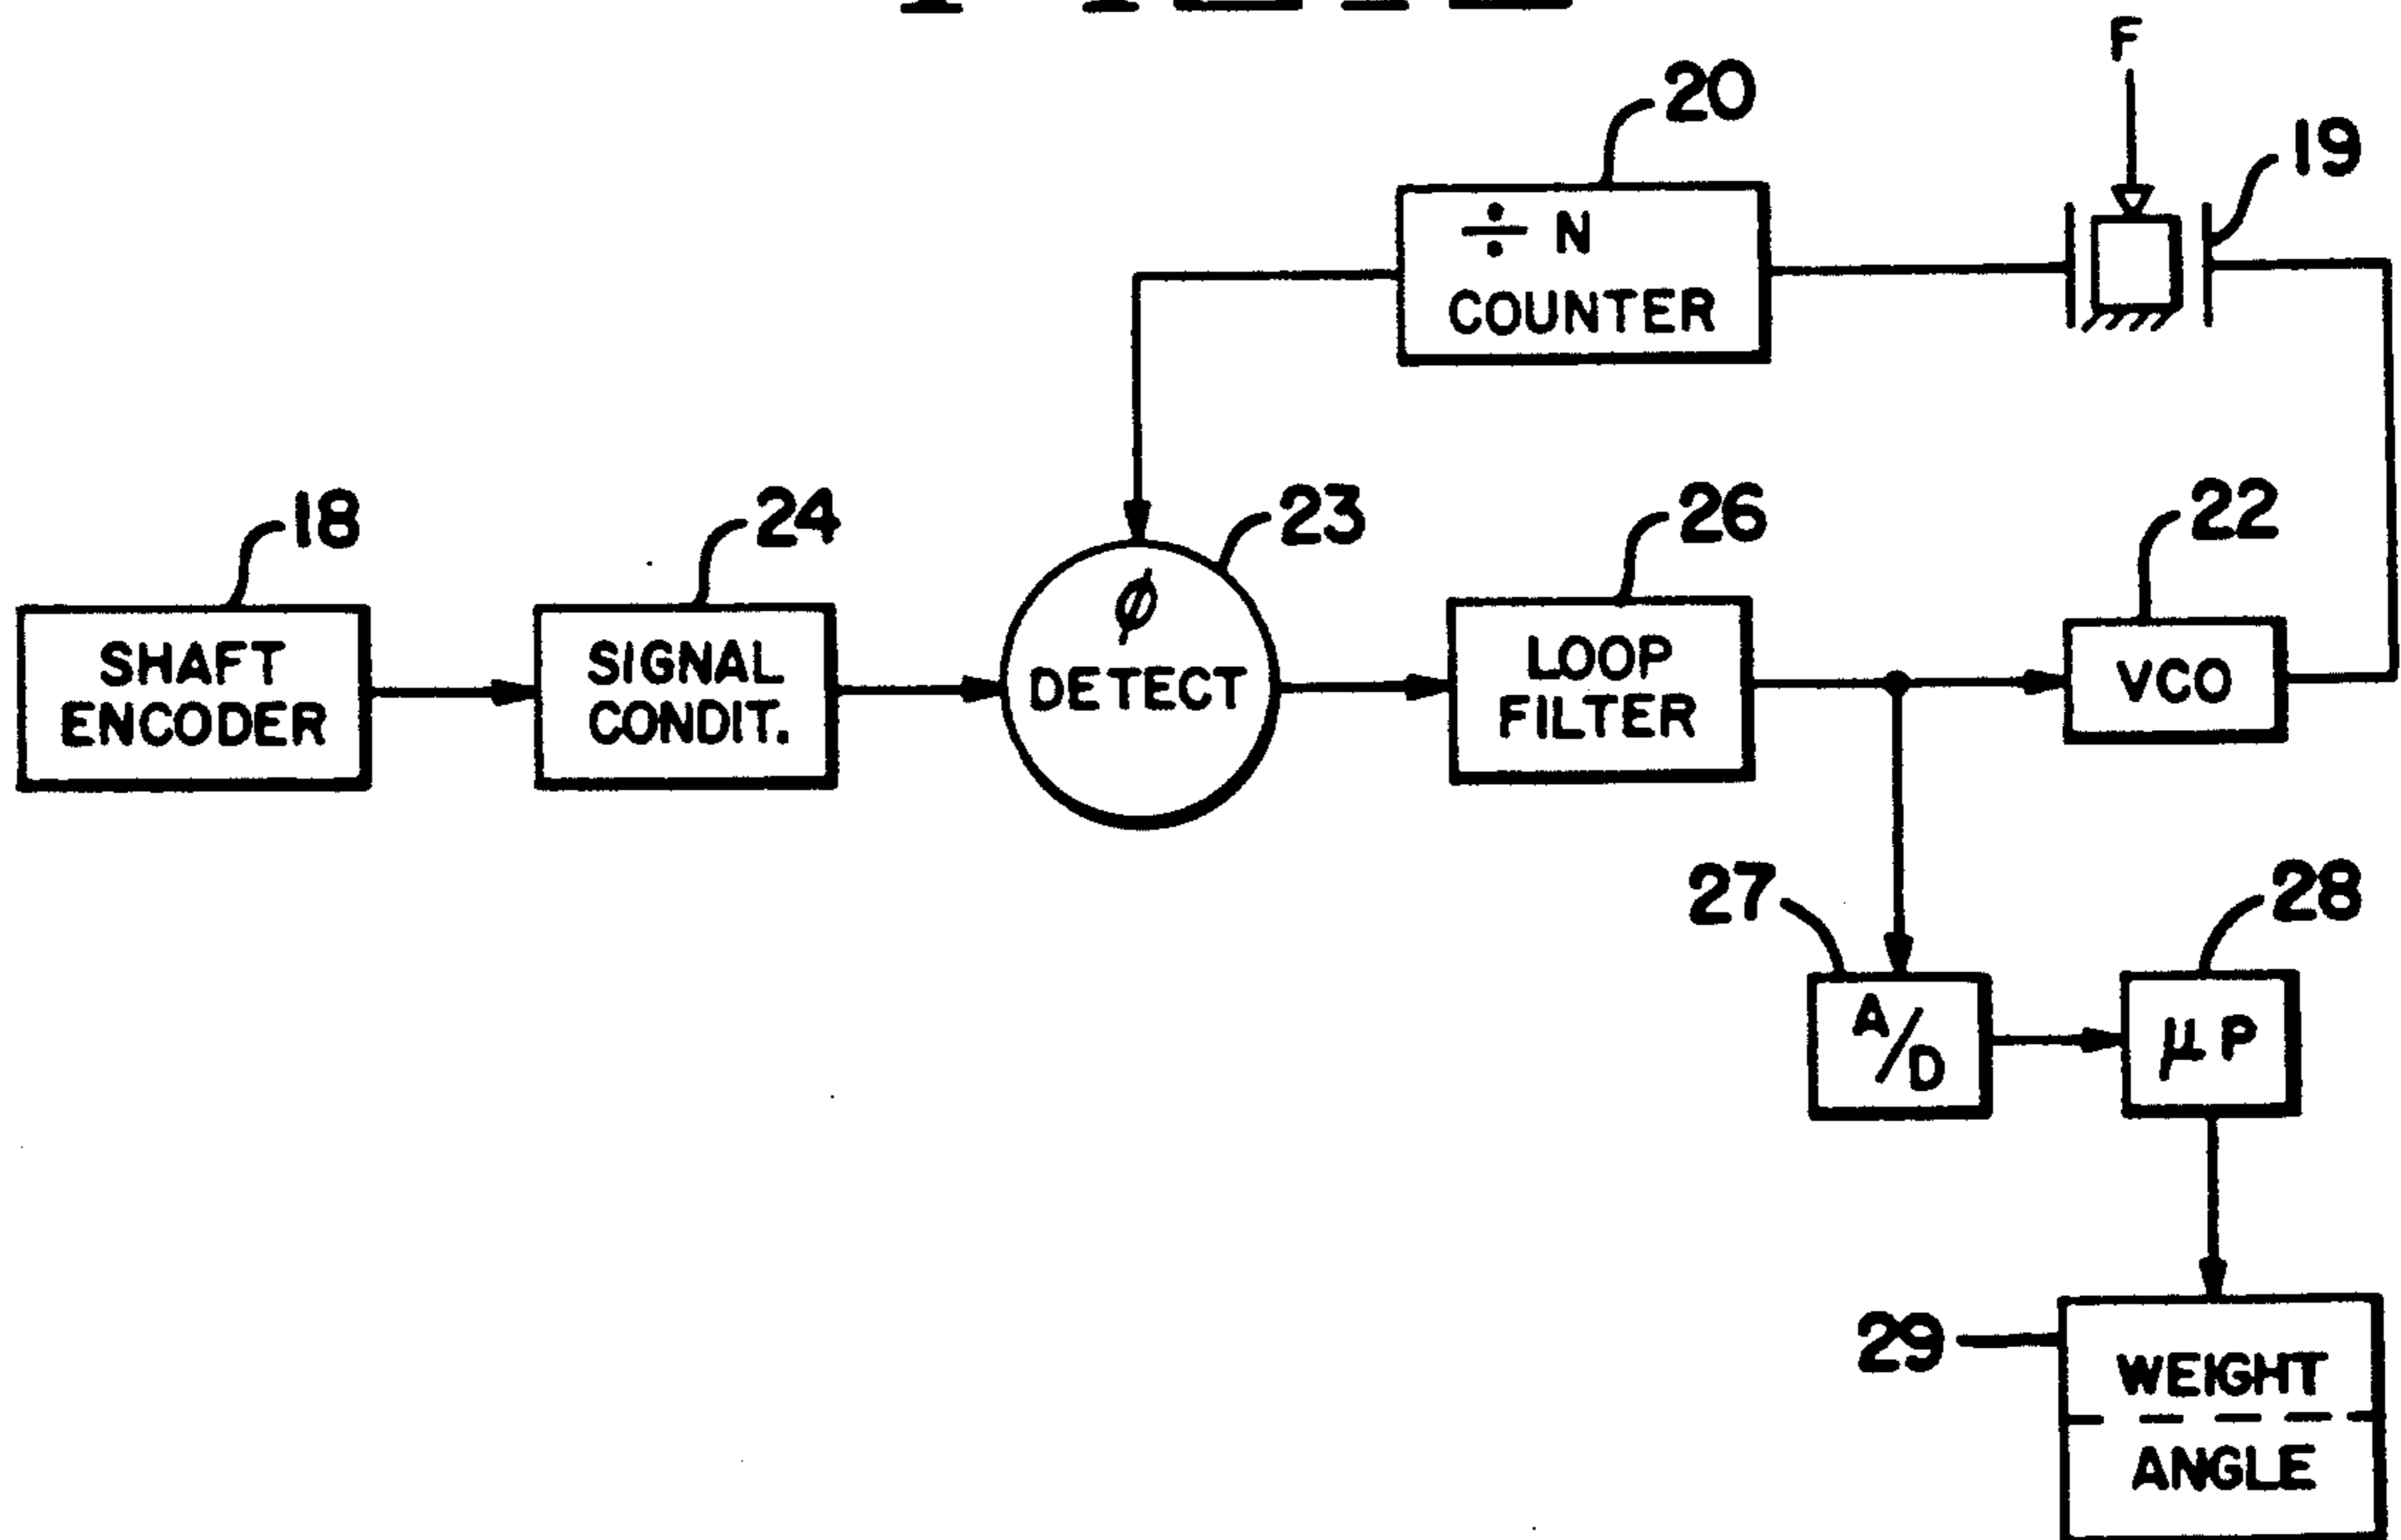 F
20
19
÷ N
COUNTER
18
24
23
26
22
SHAFT
ENCODER
SIGNAL
CONDIT.
ϕ
DETECT
LOOP
FILTER
VCO
27
28
A/D
μP
29
WEIGHT
ANGLE